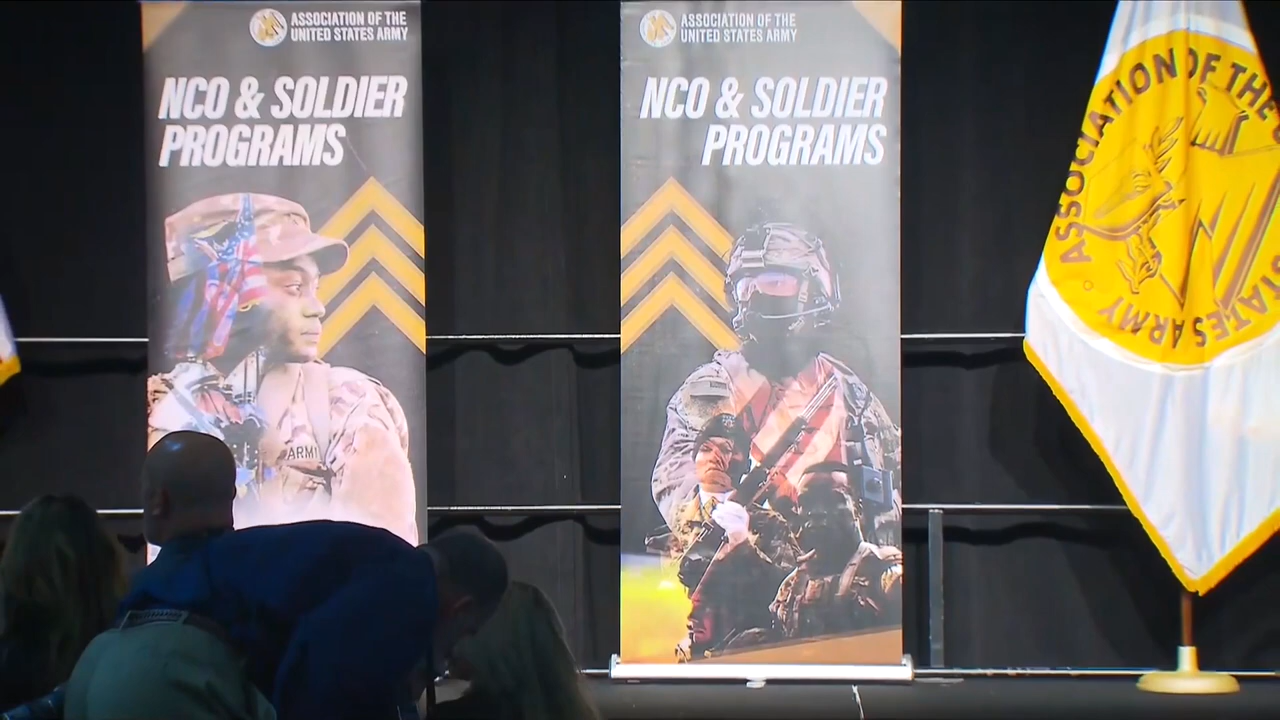 ASSOCIATION OF THE
UNITED STATES ARMY
NCO & SOLDIER
PROGRAMS
ARMY
ASSOCIATION OF THE
UNITED STATES ARMY
NCO & SOLDIER
PROGRAMS
ASSOCIATION OF THE
STATES ARMY